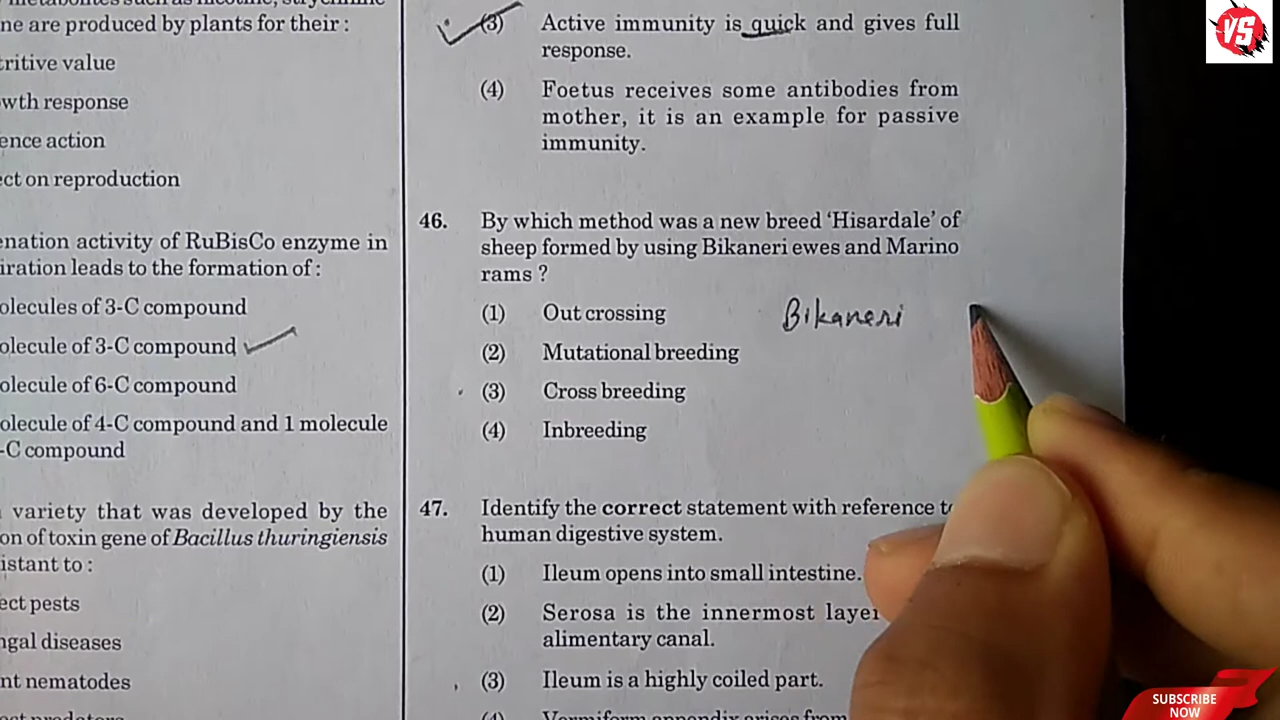 ne are produced by plants for their :
tritive value
wth response
ence action
ect on reproduction
enation activity of RuBisCo enzyme in
iration leads to the formation of :
olecules of 3-C compound
olecule of 3-C compound
olecule of 6-C compound
olecule of 4-C compound and 1 molecule
-C compound
variety that was developed by the
on of toxin gene of Bacillus thuringiensis
istant to :
ect pests
ngal diseases
nt nematodes
(3) Active immunity is quick and gives full
response.
(4) Foetus receives some antibodies from
mother, it is an example for passive
immunity.
46. By which method was a new breed ‘Hisardale’ of
sheep formed by using Bikaneri ewes and Marino
rams ?
(1) Out crossing
Bikaneri
(2) Mutational breeding
(3) Cross breeding
(4) Inbreeding
47. Identify the correct statement with reference to
human digestive system.
(1) Ileum opens into small intestine.
(2) Serosa is the innermost layer
alimentary canal.
(3) Ileum is a highly coiled part.
(4) Vermiform appendix arises from
VS
SUBSCRIBE
NOW